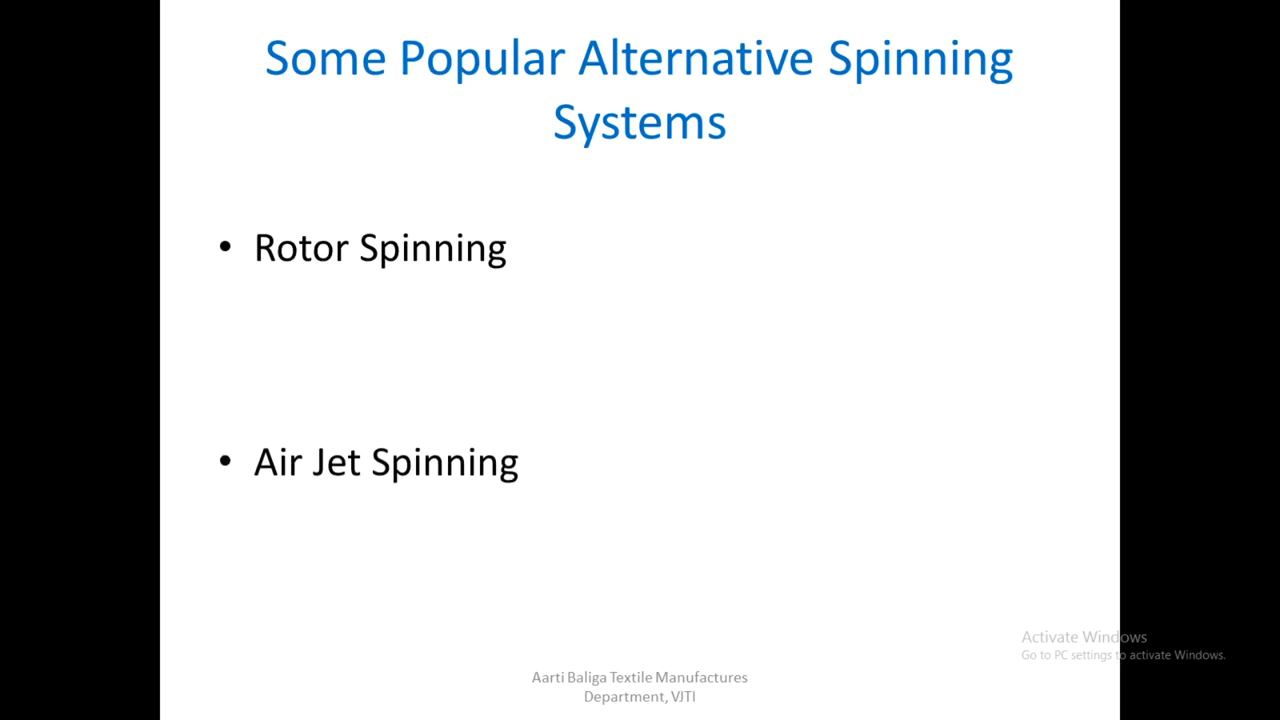 Some Popular Alternative Spinning
Systems
• Rotor Spinning
• Air Jet Spinning
Activate Windows
Go to PC settings to activate Windows.
Aarti Baliga Textile Manufactures
Department, VJTI